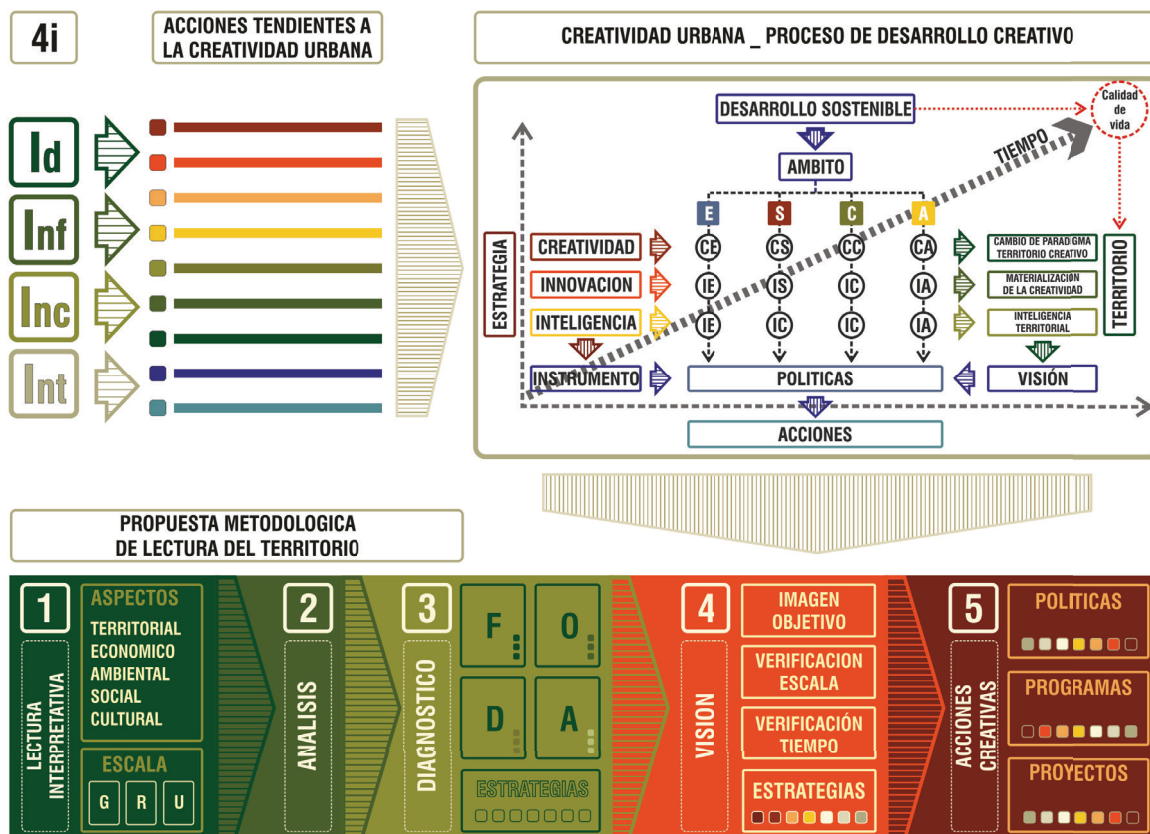 4i
ACCIONES TENDIENTES A
LA CREATIVIDAD URBANA
CREATIVIDAD URBANA _ PROCESO DE DESARROLLO CREATIVO
Id
Inf
Inc
Int
DESARROLLO SOSTENIBLE
Calidad
de
vida
TIEMPO
AMBITO
E S C A
ESTRATEGIA
CREATIVIDAD
CE CS CC CA
CAMBIO DE PARADIGMA
TERRITORIO CREATIVO
INNOVACION
IE IS IC IA
MATERIALIZACIÓN
DE LA CREATIVIDAD
INTELIGENCIA
IE IC IC IA
INTELIGENCIA
TERRITORIAL
TERRITORIO
INSTRUMENTO
POLITICAS
VISIÓN
ACCIONES
PROPUESTA METODOLOGICA
DE LECTURA DEL TERRITORIO
1
LECTURA
INTERPRETATIVA
ASPECTOS
TERRITORIAL
ECONOMICO
AMBIENTAL
SOCIAL
CULTURAL
ESCALA
G R U
2
ANALISIS
3
DIAGNOSTICO
F O
D A
ESTRATEGIAS
4
VISION
IMAGEN
OBJETIVO
VERIFICACION
ESCALA
VERIFICACIÓN
TIEMPO
ESTRATEGIAS
5
ACCIONES
CREATIVAS
POLITICAS
PROGRAMAS
PROYECTOS